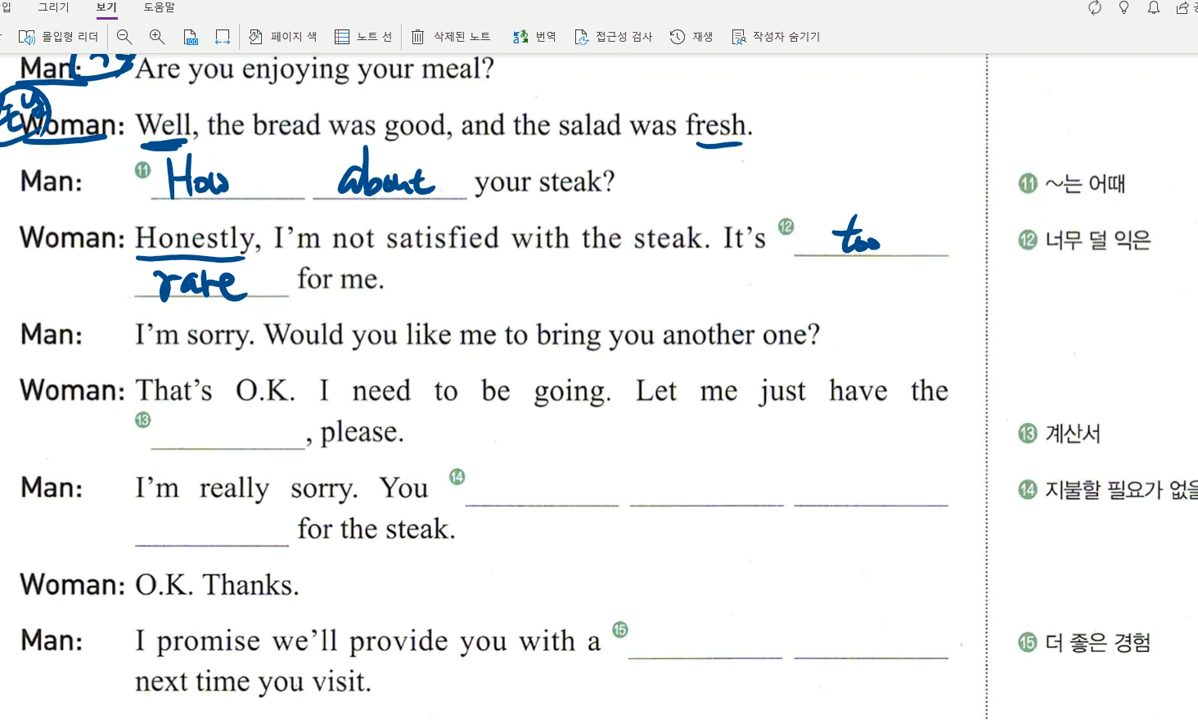 입 그리기 보기 도움말
몰입형 리더 페이지 색 노트 선 삭제된 노트 번역 접근성 검사 재생 작성자 숨기기
Man: Are you enjoying your meal?
Woman: Well, the bread was good, and the salad was fresh.
Man: ⑪ How about your steak? ⑪ ~는 어때
Woman: Honestly, I'm not satisfied with the steak. It's ⑫ too ⑫ 너무 덜 익은
rare for me.
Man: I'm sorry. Would you like me to bring you another one?
Woman: That's O.K. I need to be going. Let me just have the
⑬ , please. ⑬ 계산서
Man: I'm really sorry. You ⑭ ⑭ 지불할 필요가 없을
for the steak.
Woman: O.K. Thanks.
Man: I promise we'll provide you with a ⑮ ⑮ 더 좋은 경험
next time you visit.